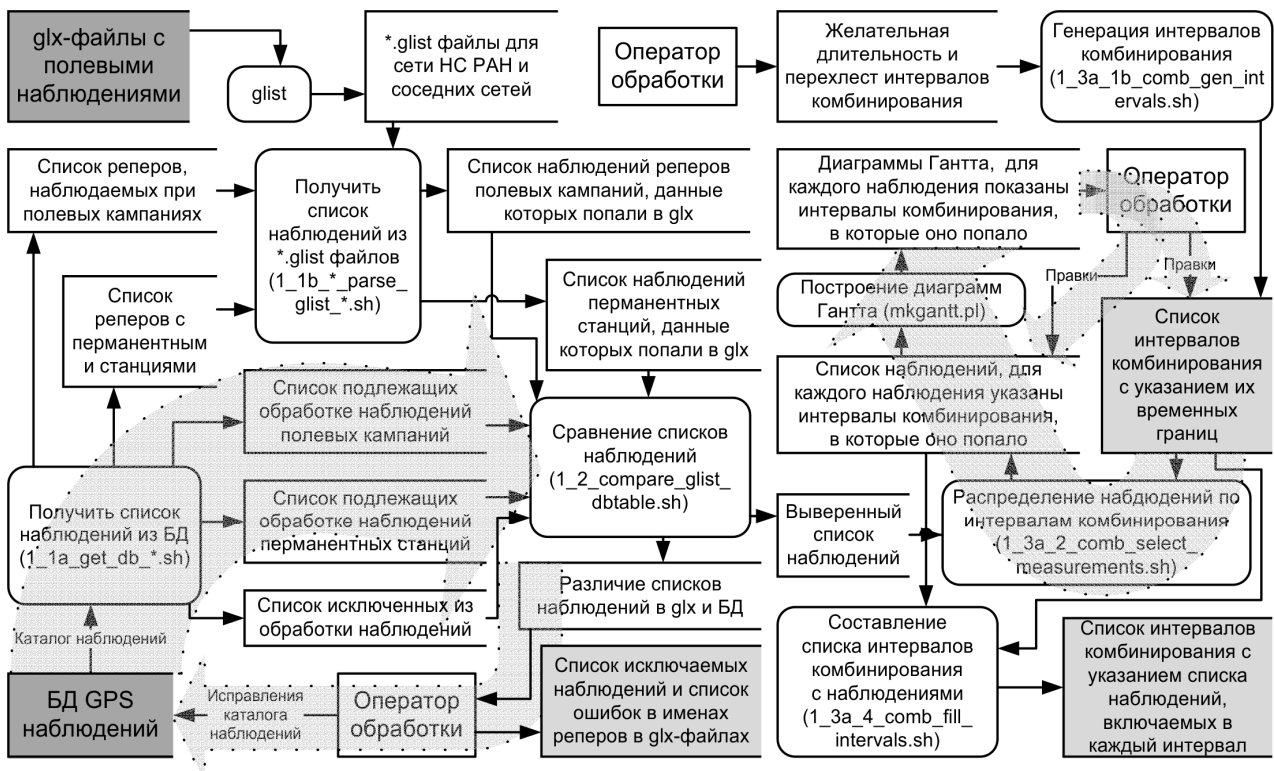 glx-файлы с
полевыми
наблюдениями
glist
*.glist файлы для
сети НС РАН и
соседних сетей
Оператор
обработки
Желательная
длительность и
перехлест интервалов
комбинирования
Генерация интервалов
комбинирования
(1_3a_1b_comb_gen_int
ervals.sh)
Список реперов,
наблюдаемых при
полевых кампаниях
Получить
список
наблюдений из
*.glist файлов
(1_1b_*_parse_
glist_*.sh)
Список наблюдений реперов
полевых кампаний, данные
которых попали в glx
Диаграммы Гантта, для
каждого наблюдения показаны
интервалы комбинирования,
в которые оно попало
Оператор
обработки
Список
реперов с
перманентным
и станциями
Список наблюдений
перманентных
станций, данные
которых попали в glx
Построение диаграмм
Гантта (mkgantt.pl)
Правки
Правки
Список
интервалов
комбинирования
с указанием их
временных
границ
Список подлежащих
обработке наблюдений
полевых кампаний
Сравнение списков
наблюдений
(1_2_compare_glist_
dbtable.sh)
Список наблюдений, для
каждого наблюдения указаны
интервалы комбинирования,
в которые оно попало
Получить список
наблюдений из БД
(1_1a_get_db_*.sh)
Список подлежащих
обработке наблюдений
перманентных станций
Выверенный
список
наблюдений
Распределение набдюдений по
интервалам комбинирования
(1_3a_2_comb_select_
measurements.sh)
Список исключенных из
обработки наблюдений
Различие списков
наблюдений в glx и БД
Каталог наблюдений
Составление
списка интервалов
комбинирования
с наблюдениями
(1_3a_4_comb_fill_
intervals.sh)
Список интервалов
комбинирования с
указанием списка
наблюдений,
включаемых в
каждый интервал
БД GPS
наблюдений
Исправления
каталога
наблюдений
Оператор
обработки
Список исключаемых
наблюдений и список
ошибок в именах
реперов в glx-файлах